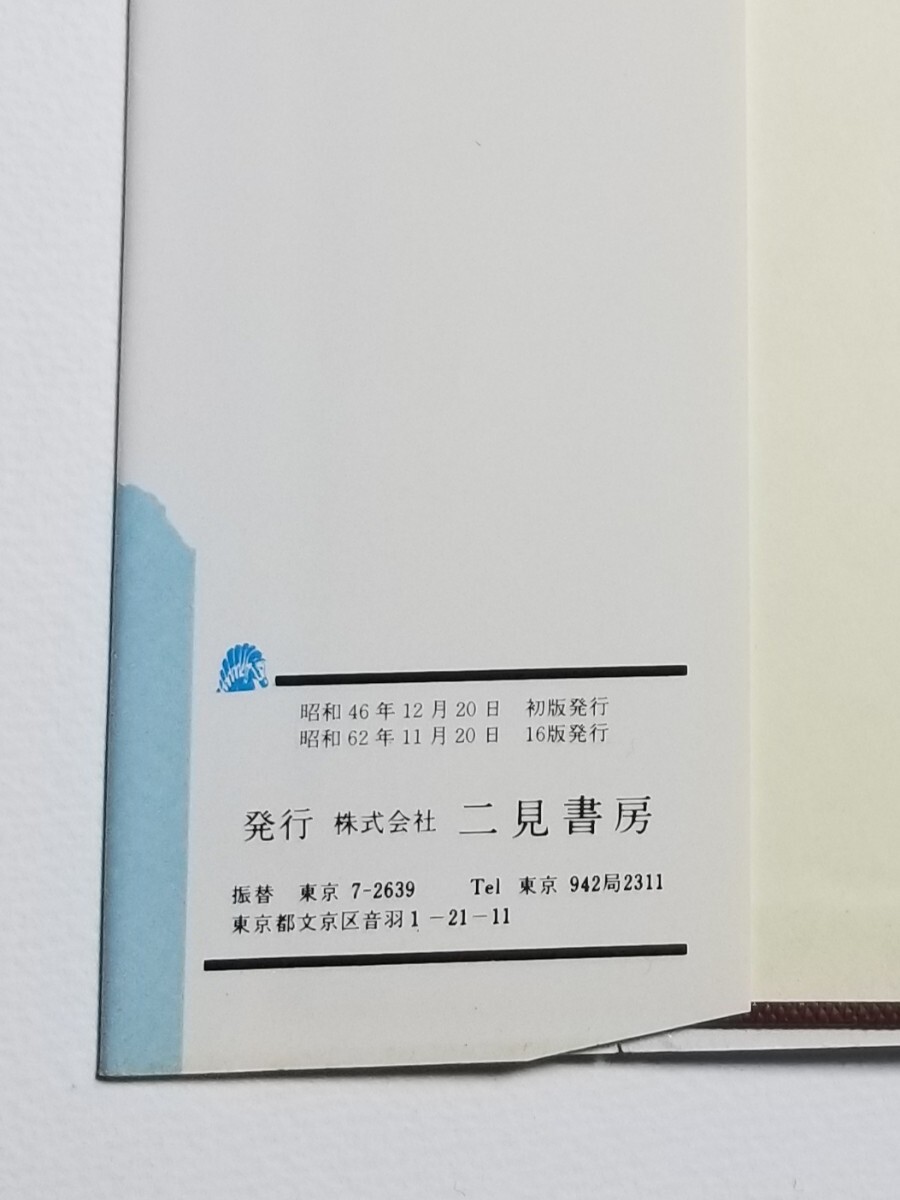 昭和46年12月20日　初版発行
昭和62年11月20日　16版発行
発行 株式会社 二見書房
振替 東京 7-2639　Tel 東京 942局2311
東京都文京区音羽1-21-11